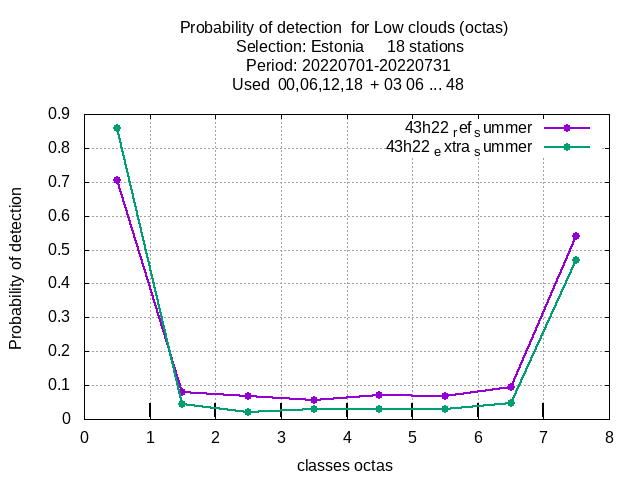 Probability of detection  for Low clouds (octas)
Selection: Estonia     18 stations
Period: 20220701-20220731
Used  00,06,12,18  + 03 06 ... 48
43h22 ref summer
43h22 extra summer
Probability of detection
0.9
0.8
0.7
0.6
0.5
0.4
0.3
0.2
0.1
0
0 1 2 3 4 5 6 7 8
classes octas